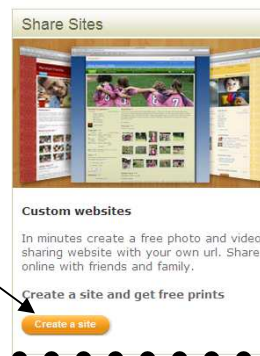 Share Sites
Custom websites
In minutes create a free photo and video
sharing website with your own url. Share
online with friends and family.
Create a site and get free prints
Create a site